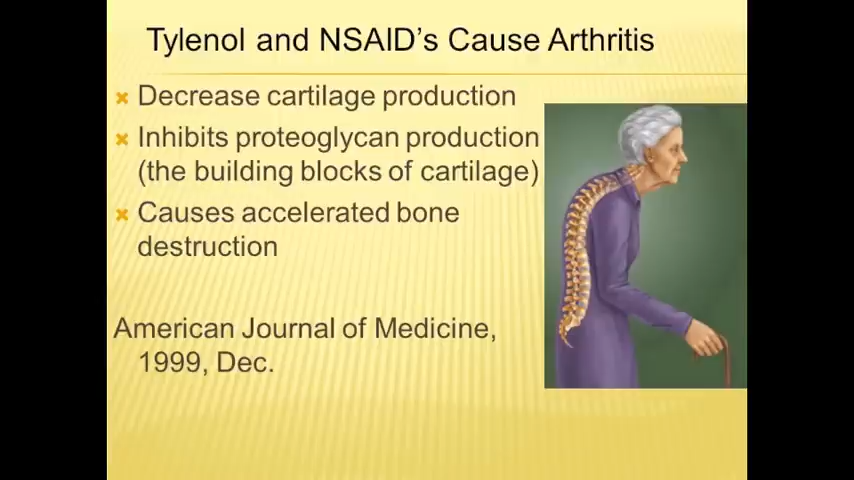 Tylenol and NSAID’s Cause Arthritis
Decrease cartilage production
Inhibits proteoglycan production
(the building blocks of cartilage)
Causes accelerated bone
destruction
American Journal of Medicine,
1999, Dec.